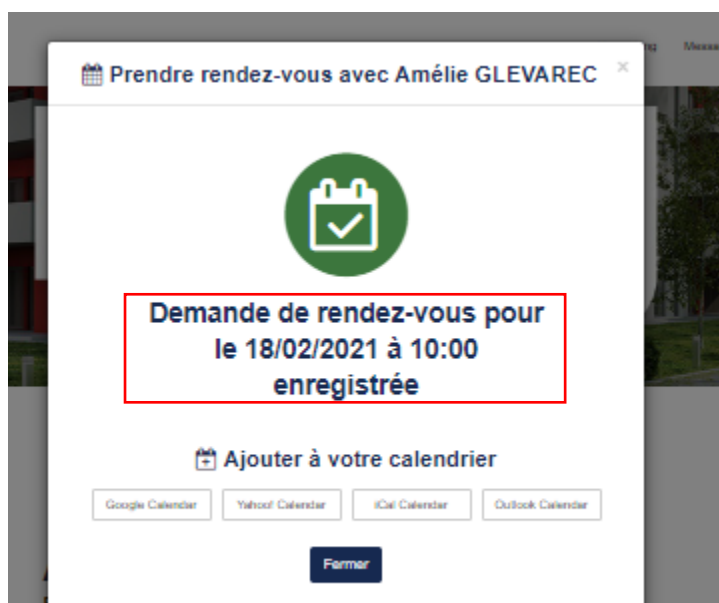 Prendre rendez-vous avec Amélie GLEVAREC ×
Demande de rendez-vous pour
le 18/02/2021 à 10:00
enregistrée
Ajouter à votre calendrier
Google Calendar Yahoo! Calendar iCal Calendar Outlook Calendar
Fermer